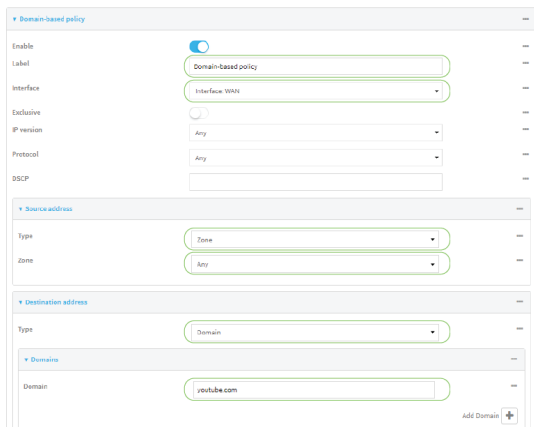 Domain-based policy
Enable
Label Domain-based policy
Interface Interface: WAN
Exclusive
IP version Any
Protocol Any
DSCP
Source address
Type Zone
Zone Any
Destination address
Type Domain
Domains
Domain youtube.com
Add Domain